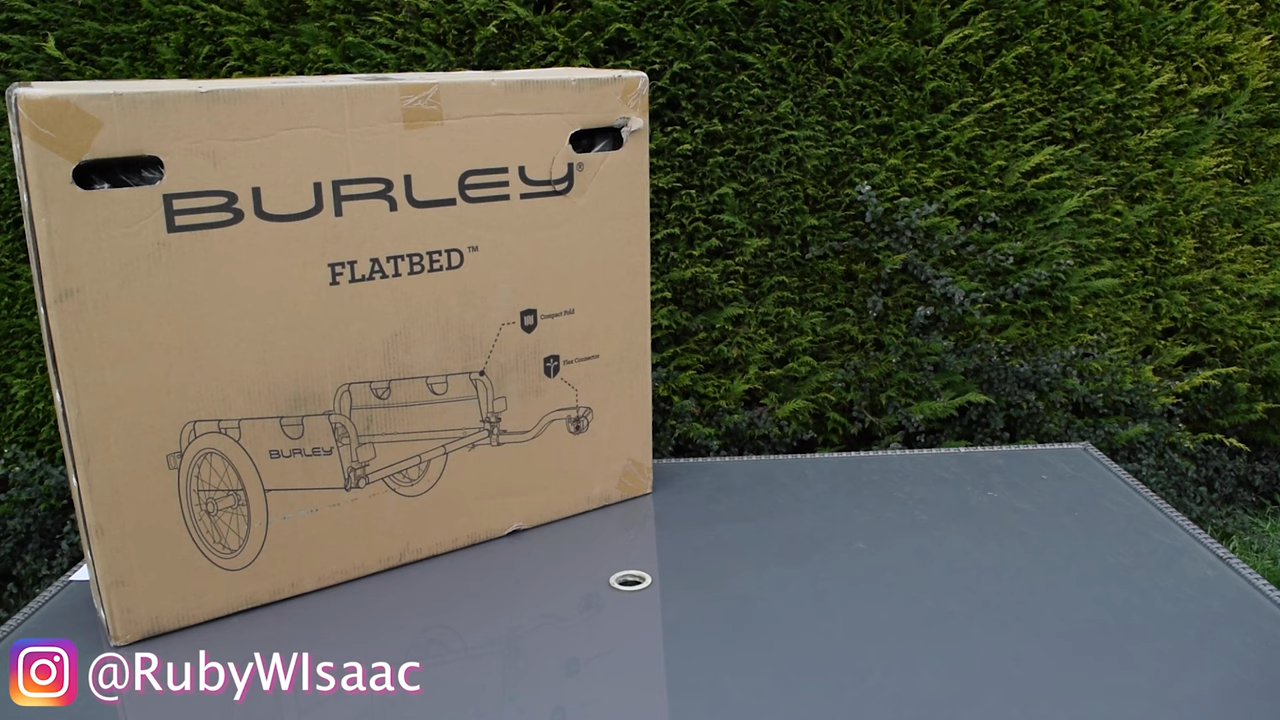 BURLEY®
FLATBED™
Compact Fold
Flex Connector
BURLEY
@RubyWIsaac